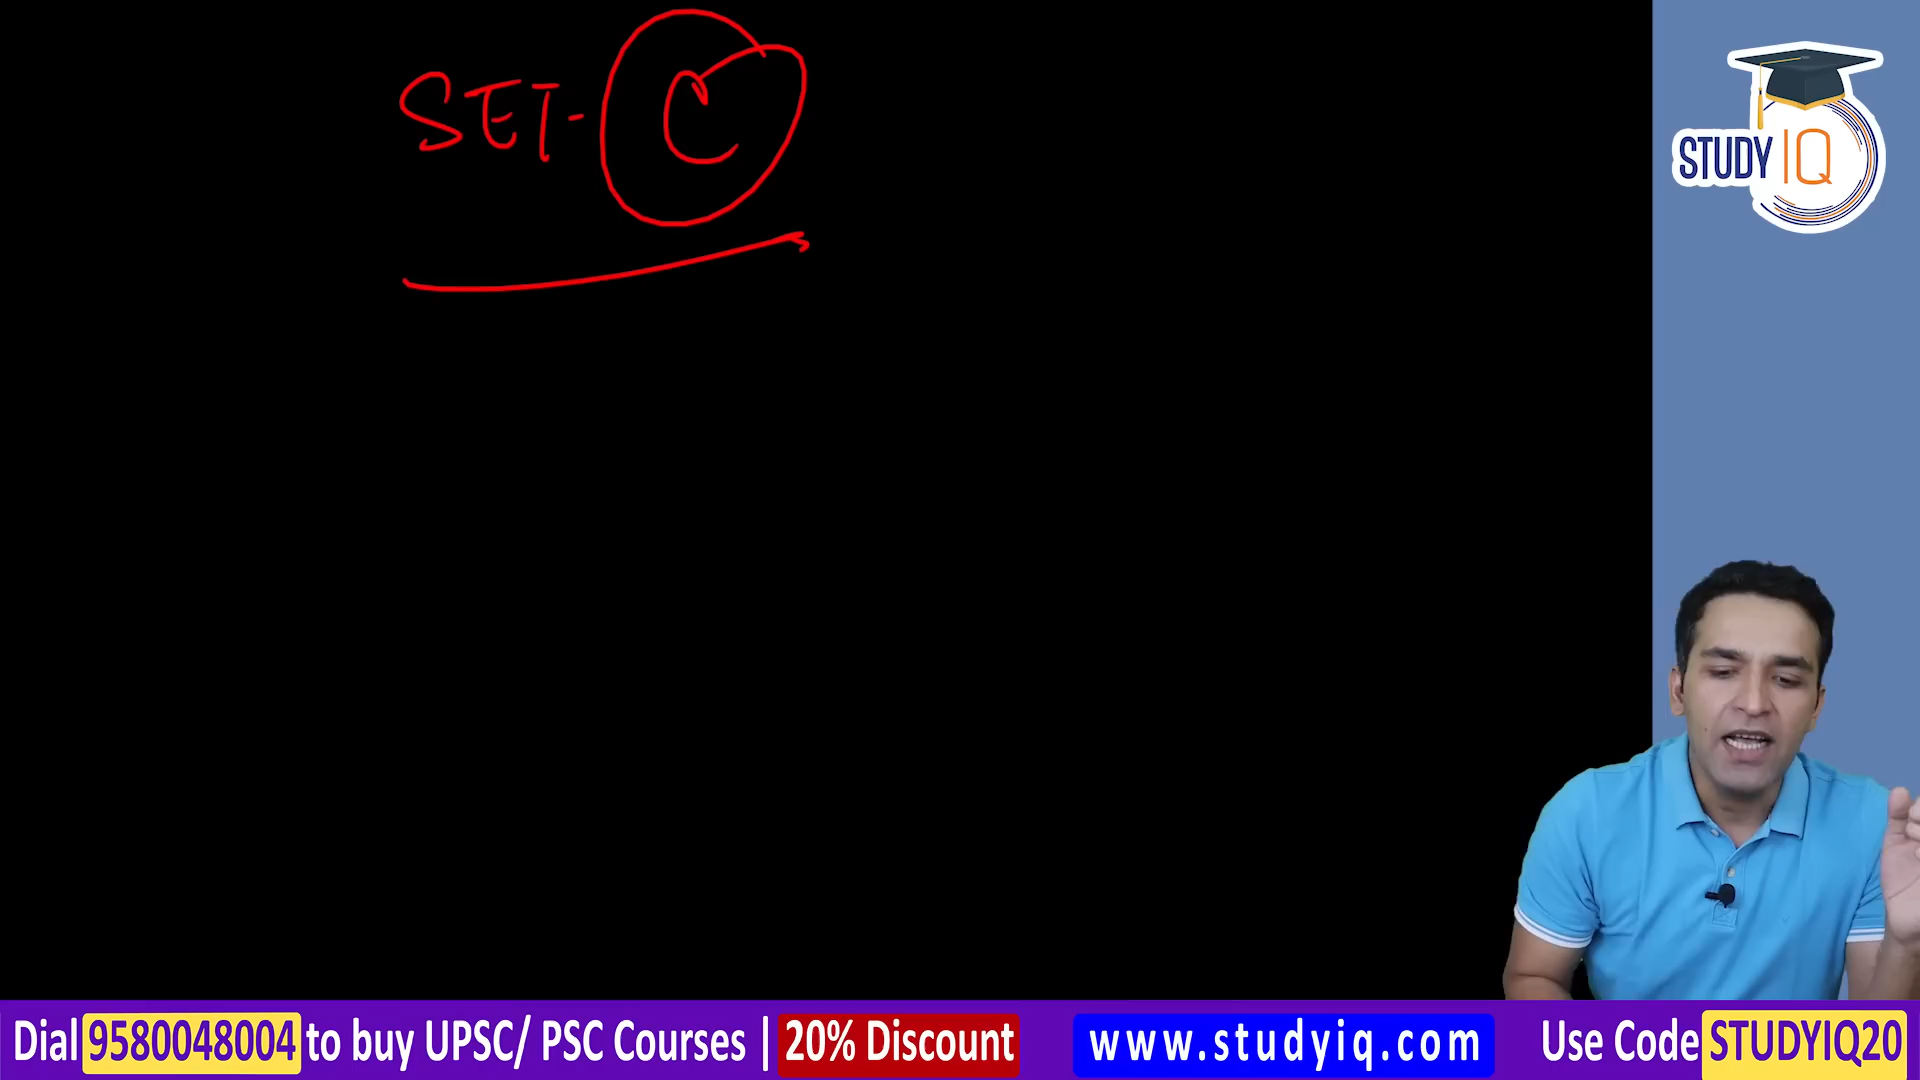 SET- C
STUDY IQ
Dial 9580048004 to buy UPSC/ PSC Courses | 20% Discount www.studyiq.com Use Code STUDYIQ20